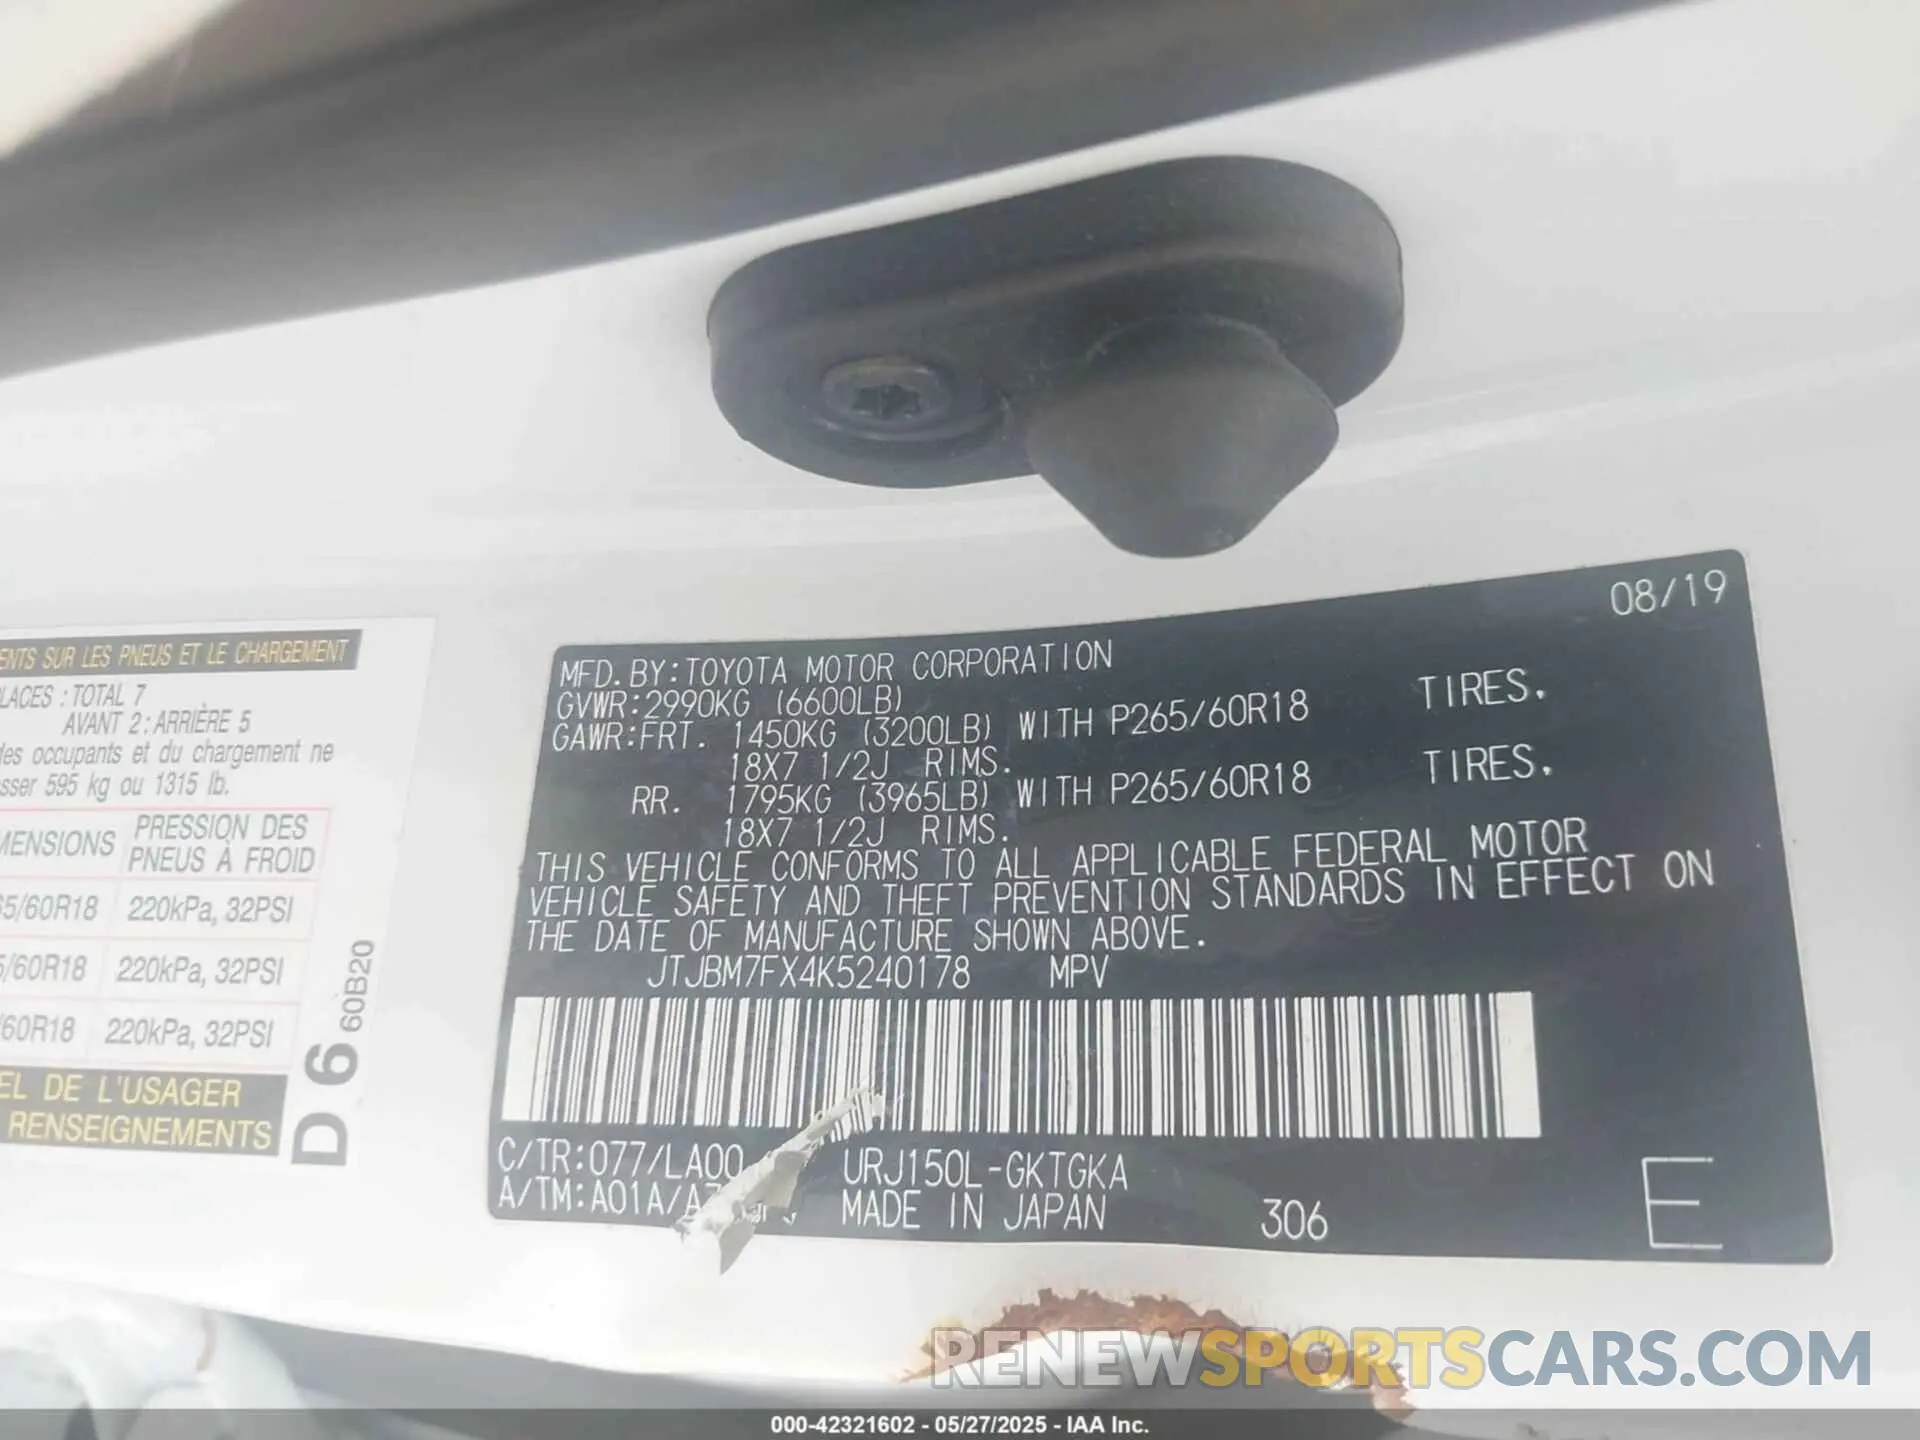 08/19
MFD. BY:TOYOTA MOTOR CORPORATION
GVWR:2990KG (6600LB)
GAWR:FRT. 1450KG (3200LB) WITH P265/60R18 TIRES.
18X7 1/2J RIMS.
RR. 1795KG (3965LB) WITH P265/60R18 TIRES.
18X7 1/2J RIMS.
THIS VEHICLE CONFORMS TO ALL APPLICABLE FEDERAL MOTOR
VEHICLE SAFETY AND THEFT PREVENTION STANDARDS IN EFFECT ON
THE DATE OF MANUFACTURE SHOWN ABOVE.
JTJBM7FX4K5240178 MPV
C/TR:077/LA00 URJ150L-GKTGKA
A/TM:A01A/ MADE IN JAPAN 306
E
SUR LES PNEUS ET LE CHARGEMENT
: TOTAL 7
AVANT 2 : ARRIÈRE 5
des occupants et du chargement ne
595 kg ou 1315 lb.
PRESSION DES
PNEUS À FROID
65/60R18 220kPa, 32PSI
5/60R18 220kPa, 32PSI
/60R18 220kPa, 32PSI
DE L'USAGER
RENSEIGNEMENTS
D 6 60B20
RENEWSPORTSCARS.COM
000-42321602 - 05/27/2025 - IAA Inc.